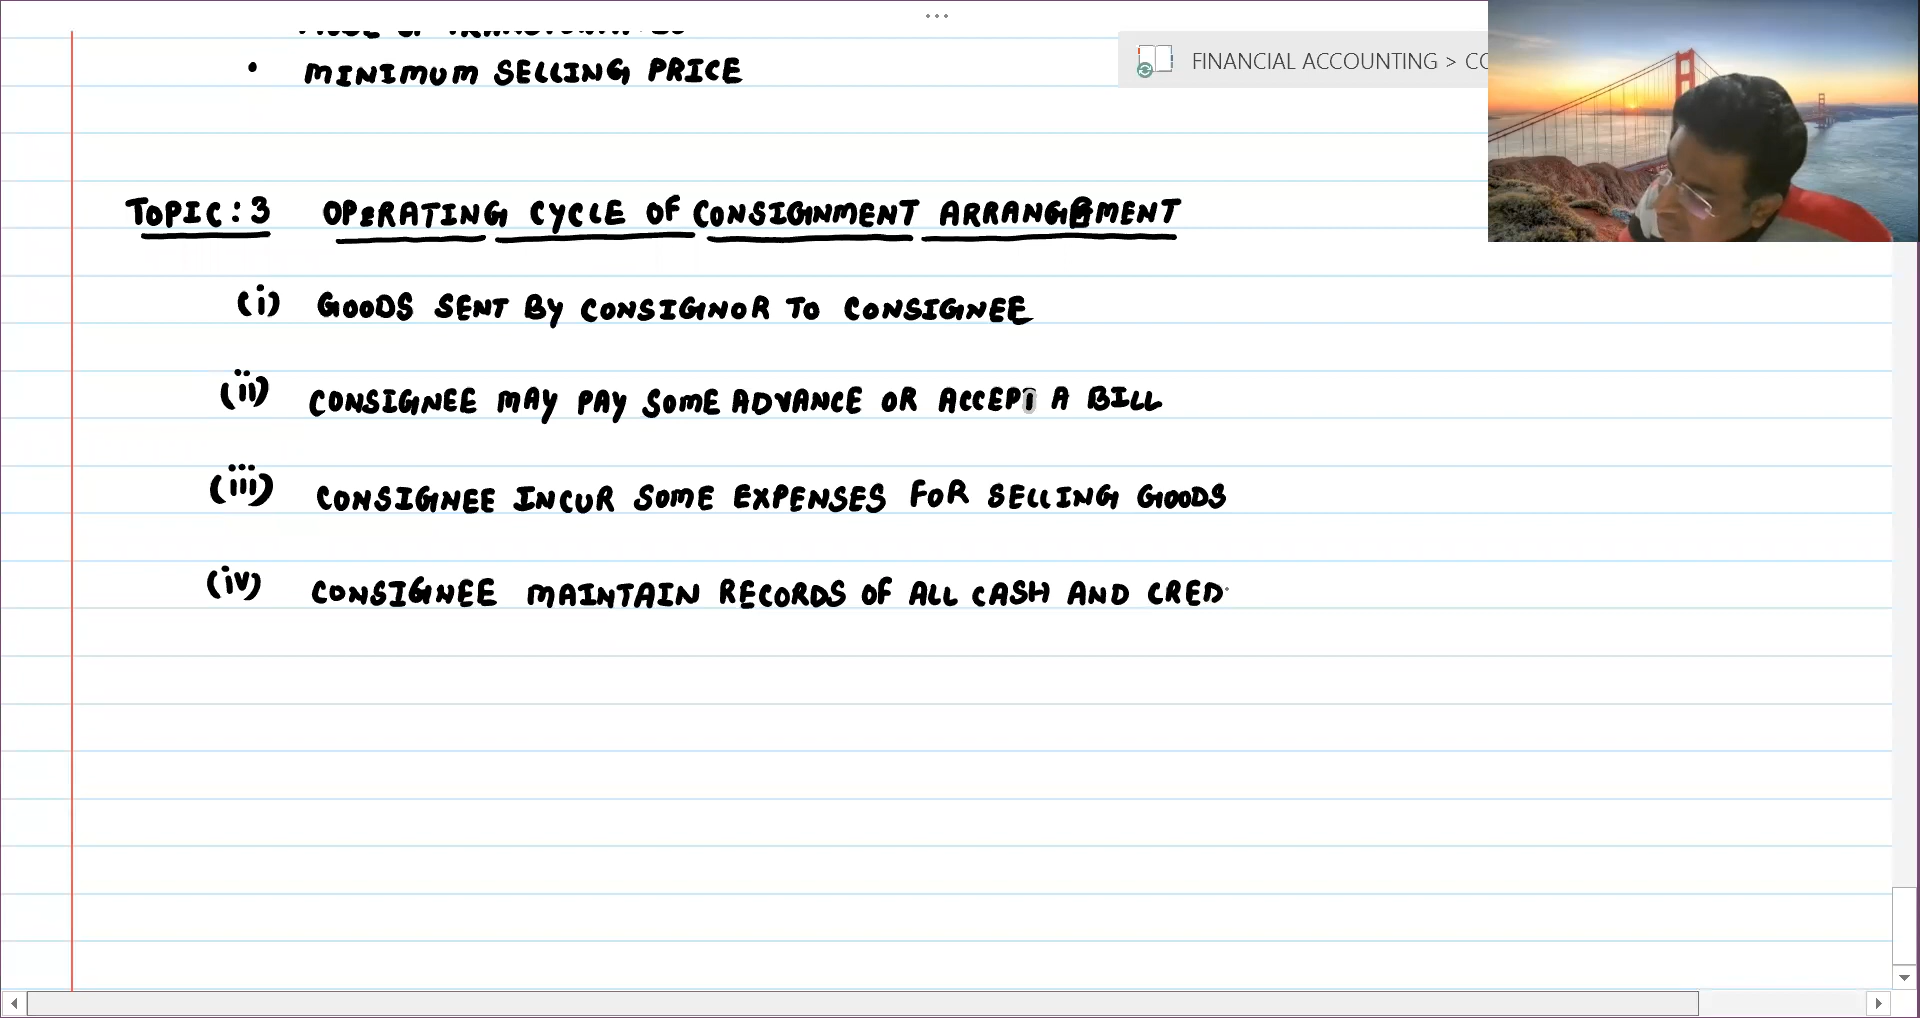 • MINIMUM SELLING PRICE
FINANCIAL ACCOUNTING > CO
TOPIC:3 OPERATING CYCLE OF CONSIGNMENT ARRANGEMENT
(i) GOODS SENT BY CONSIGNOR TO CONSIGNEE
(ii) CONSIGNEE MAY PAY SOME ADVANCE OR ACCEPT A BILL
(iii) CONSIGNEE INCUR SOME EXPENSES FOR SELLING GOODS
(iv) CONSIGNEE MAINTAIN RECORDS OF ALL CASH AND CRED